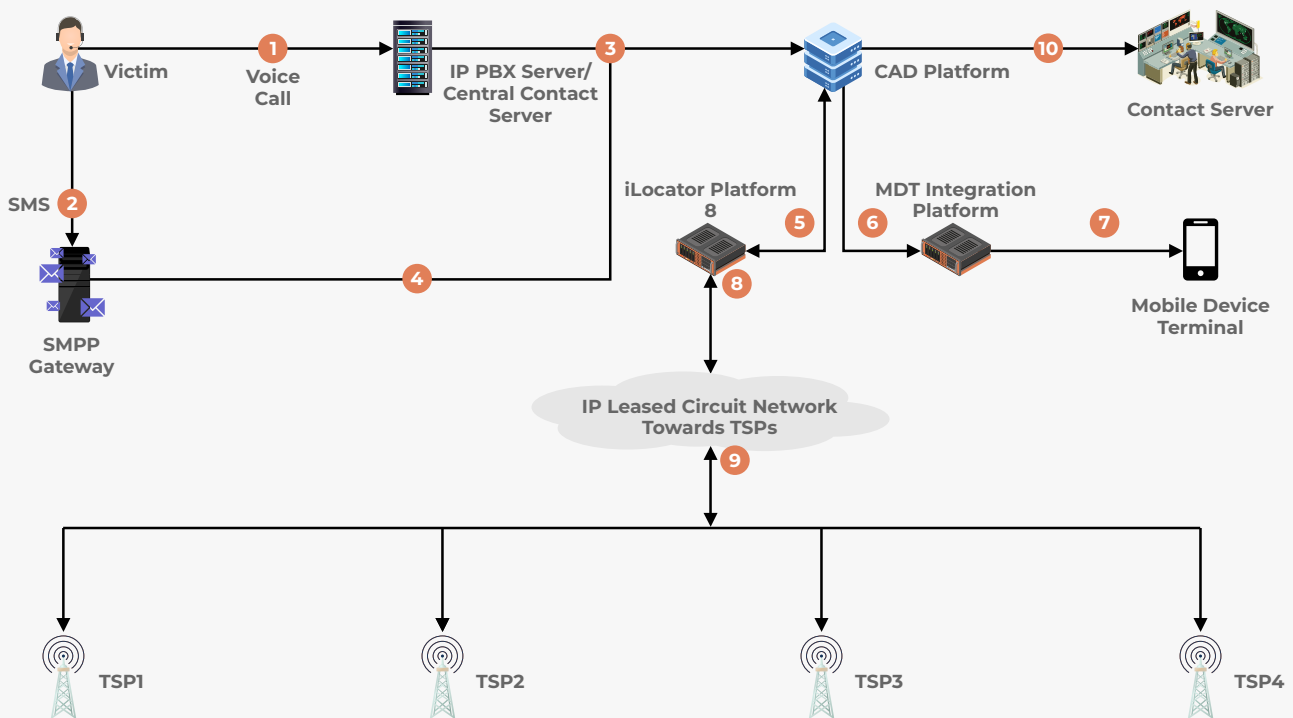 1
3
10
Victim
Voice
Call
IP PBX Server/
Central Contact
Server
CAD Platform
Contact Server
SMS
2
iLocator Platform
8
5
6
MDT Integration
Platform
7
4
8
Mobile Device
Terminal
SMPP
Gateway
IP Leased Circuit Network
Towards TSPs
9
TSP1
TSP2
TSP3
TSP4